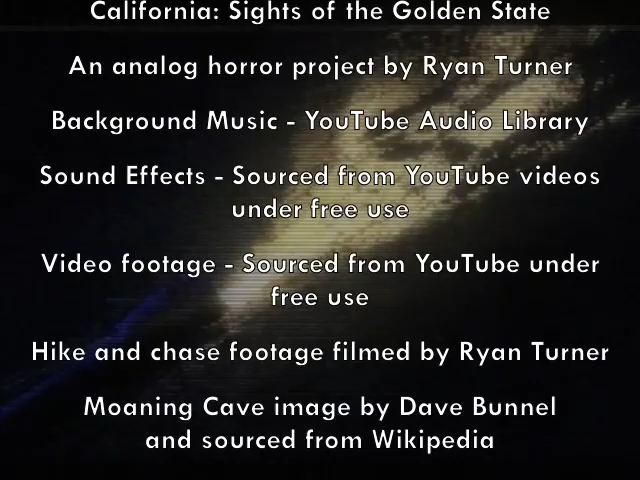 California: Sights of the Golden State
An analog horror project by Ryan Turner
Background Music - YouTube Audio Library
Sound Effects - Sourced from YouTube videos
under free use
Video footage - Sourced from YouTube under
free use
Hike and chase footage filmed by Ryan Turner
Moaning Cave image by Dave Bunnel
and sourced from Wikipedia